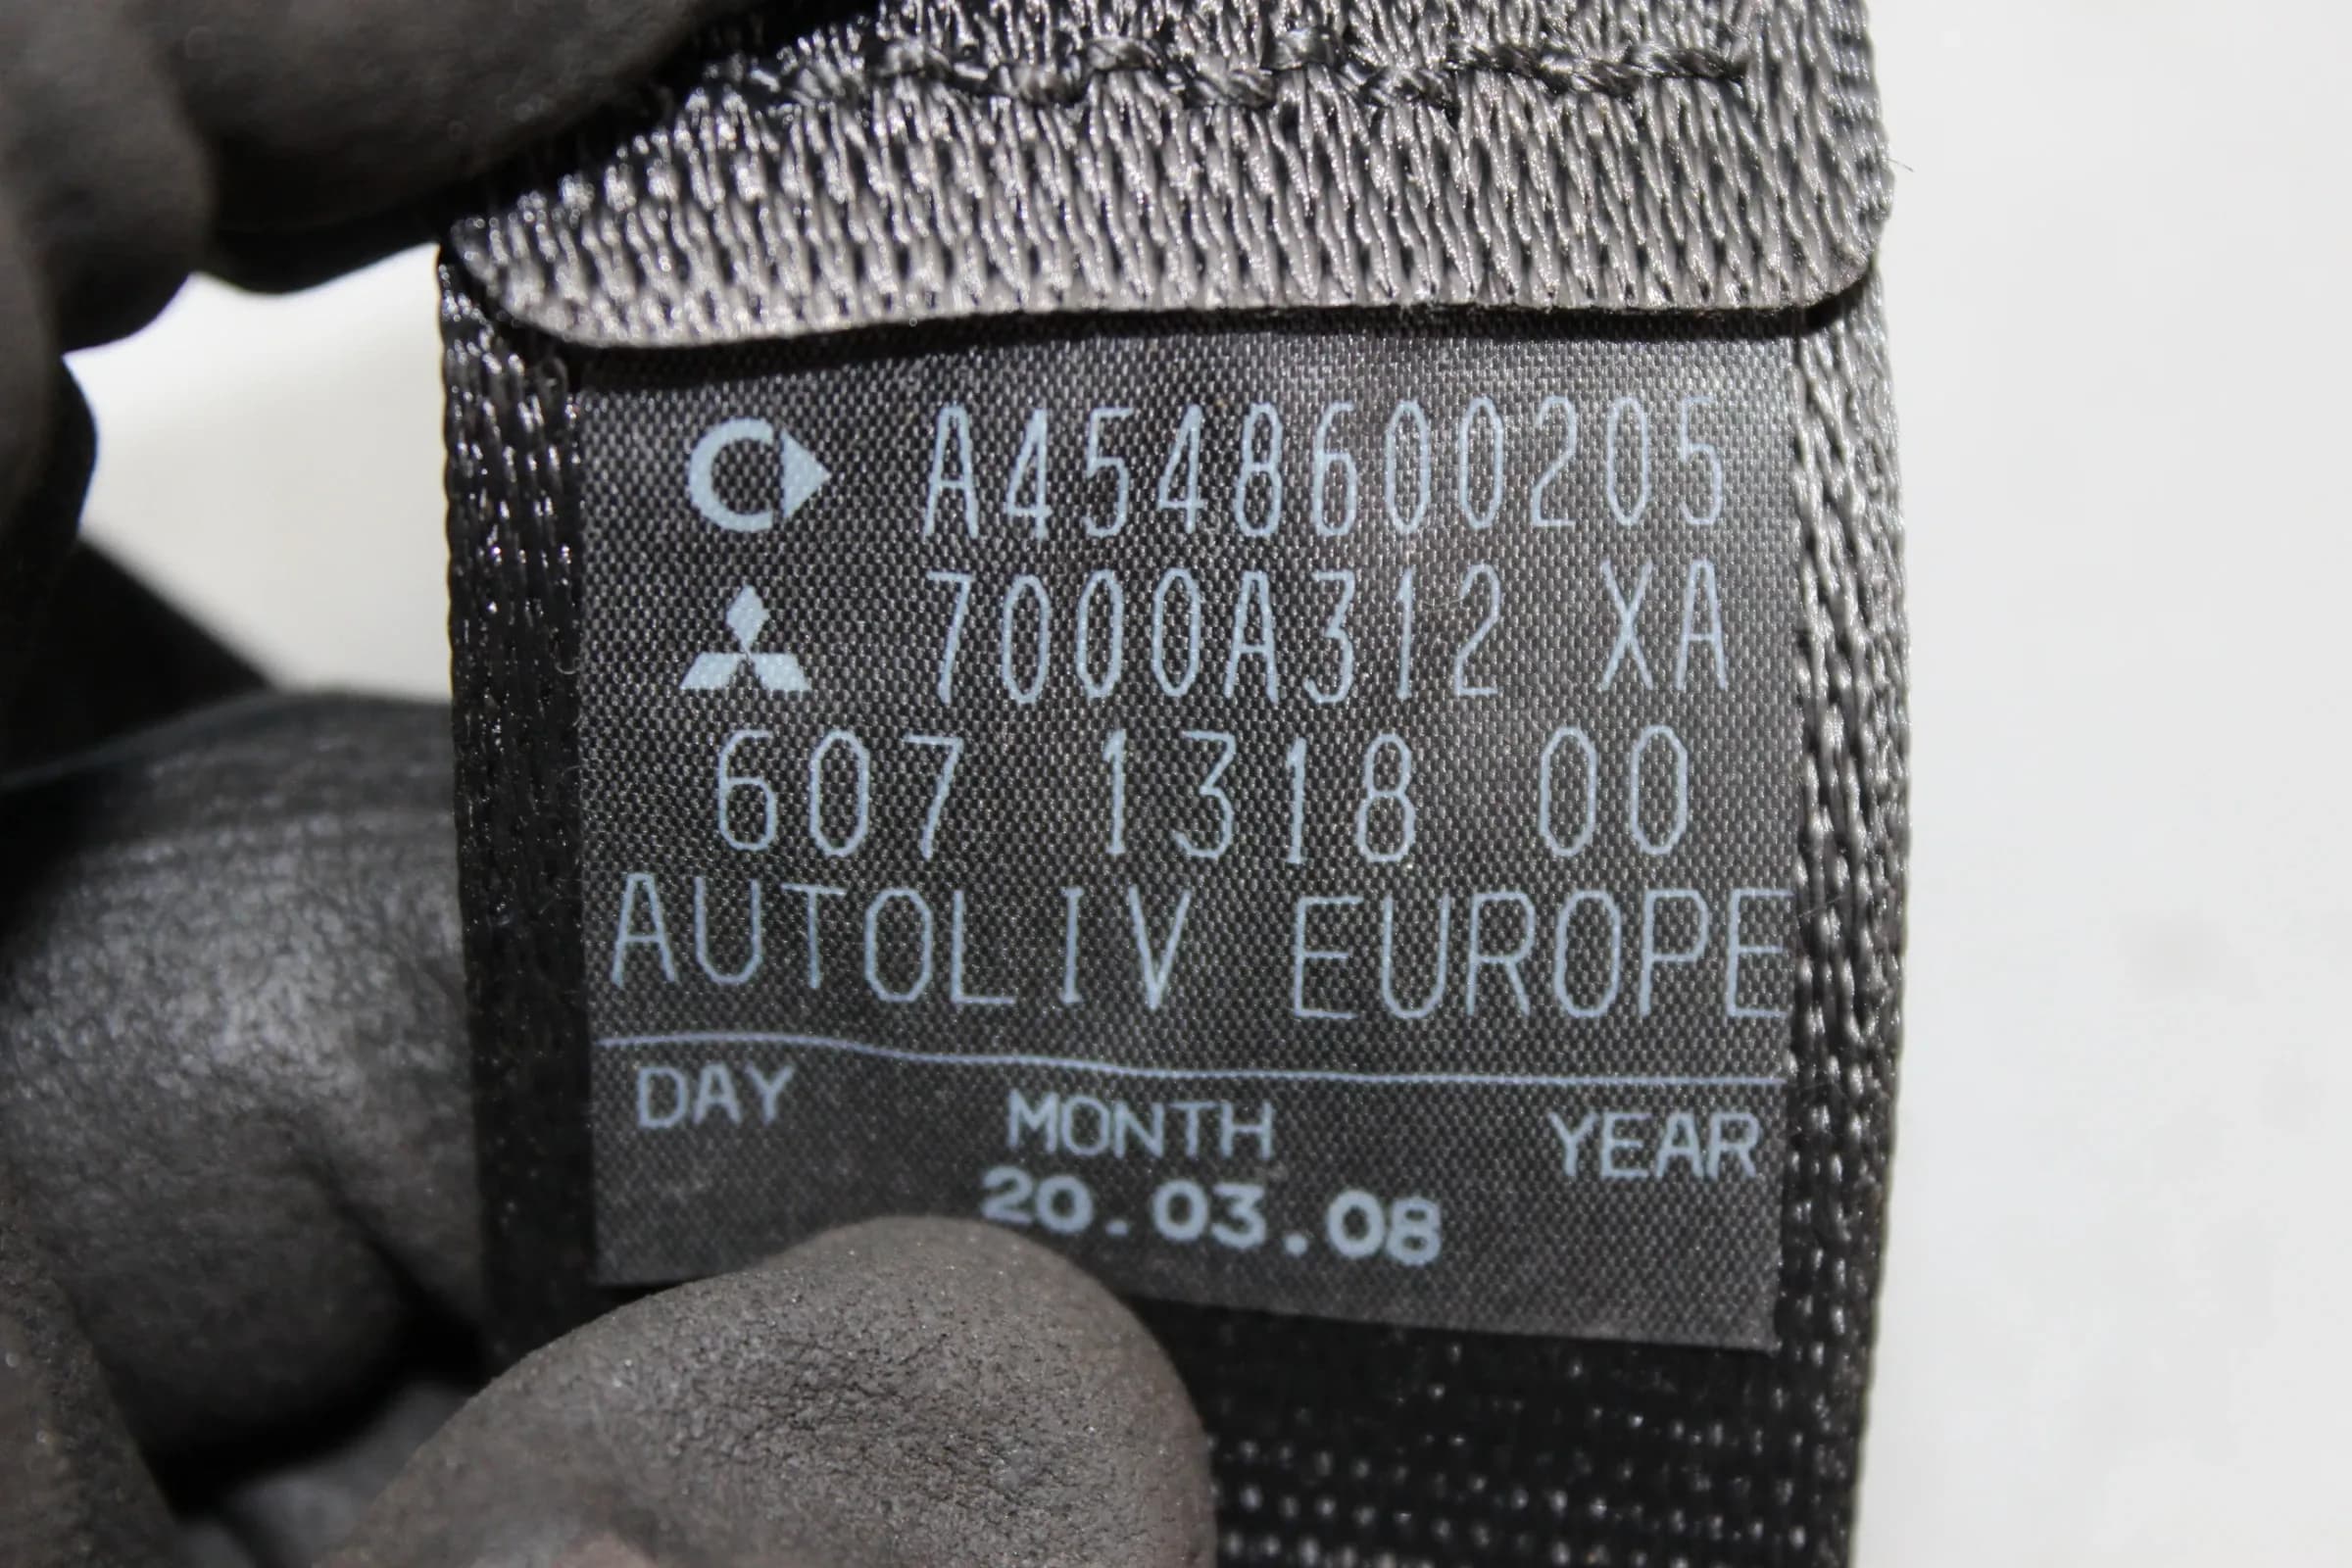 A4548600205
7000A312 XA
607 1318 00
AUTOLIV EUROPE
DAY MONTH YEAR
20.03.08